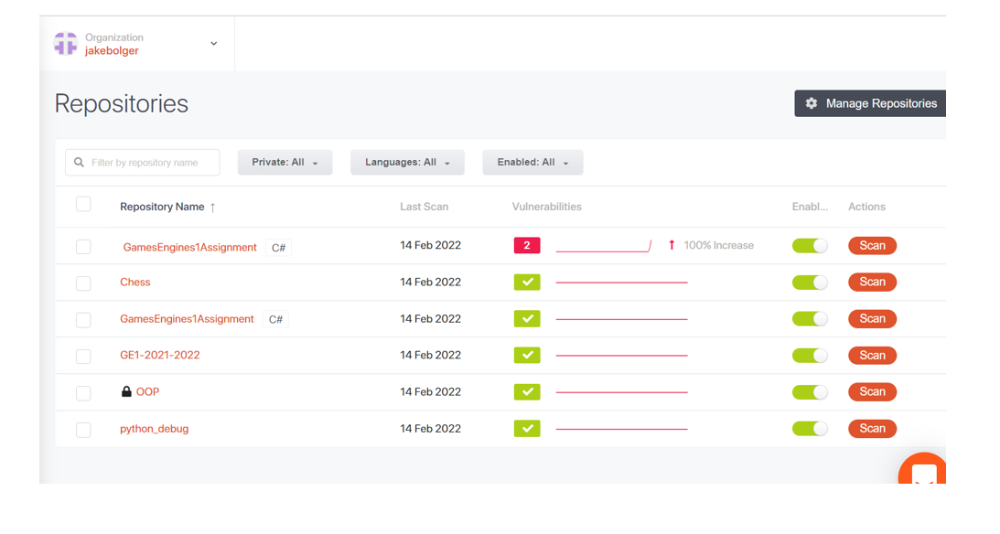 Organization
jakebolger
Repositories
Manage Repositories
Filter by repository name Private: All Languages: All Enabled: All
Repository Name ↑ Last Scan Vulnerabilities Enabl... Actions
GamesEngines1Assignment C# 14 Feb 2022 2 100% Increase Scan
Chess 14 Feb 2022 Scan
GamesEngines1Assignment C# 14 Feb 2022 Scan
GE1-2021-2022 14 Feb 2022 Scan
OOP 14 Feb 2022 Scan
python_debug 14 Feb 2022 Scan